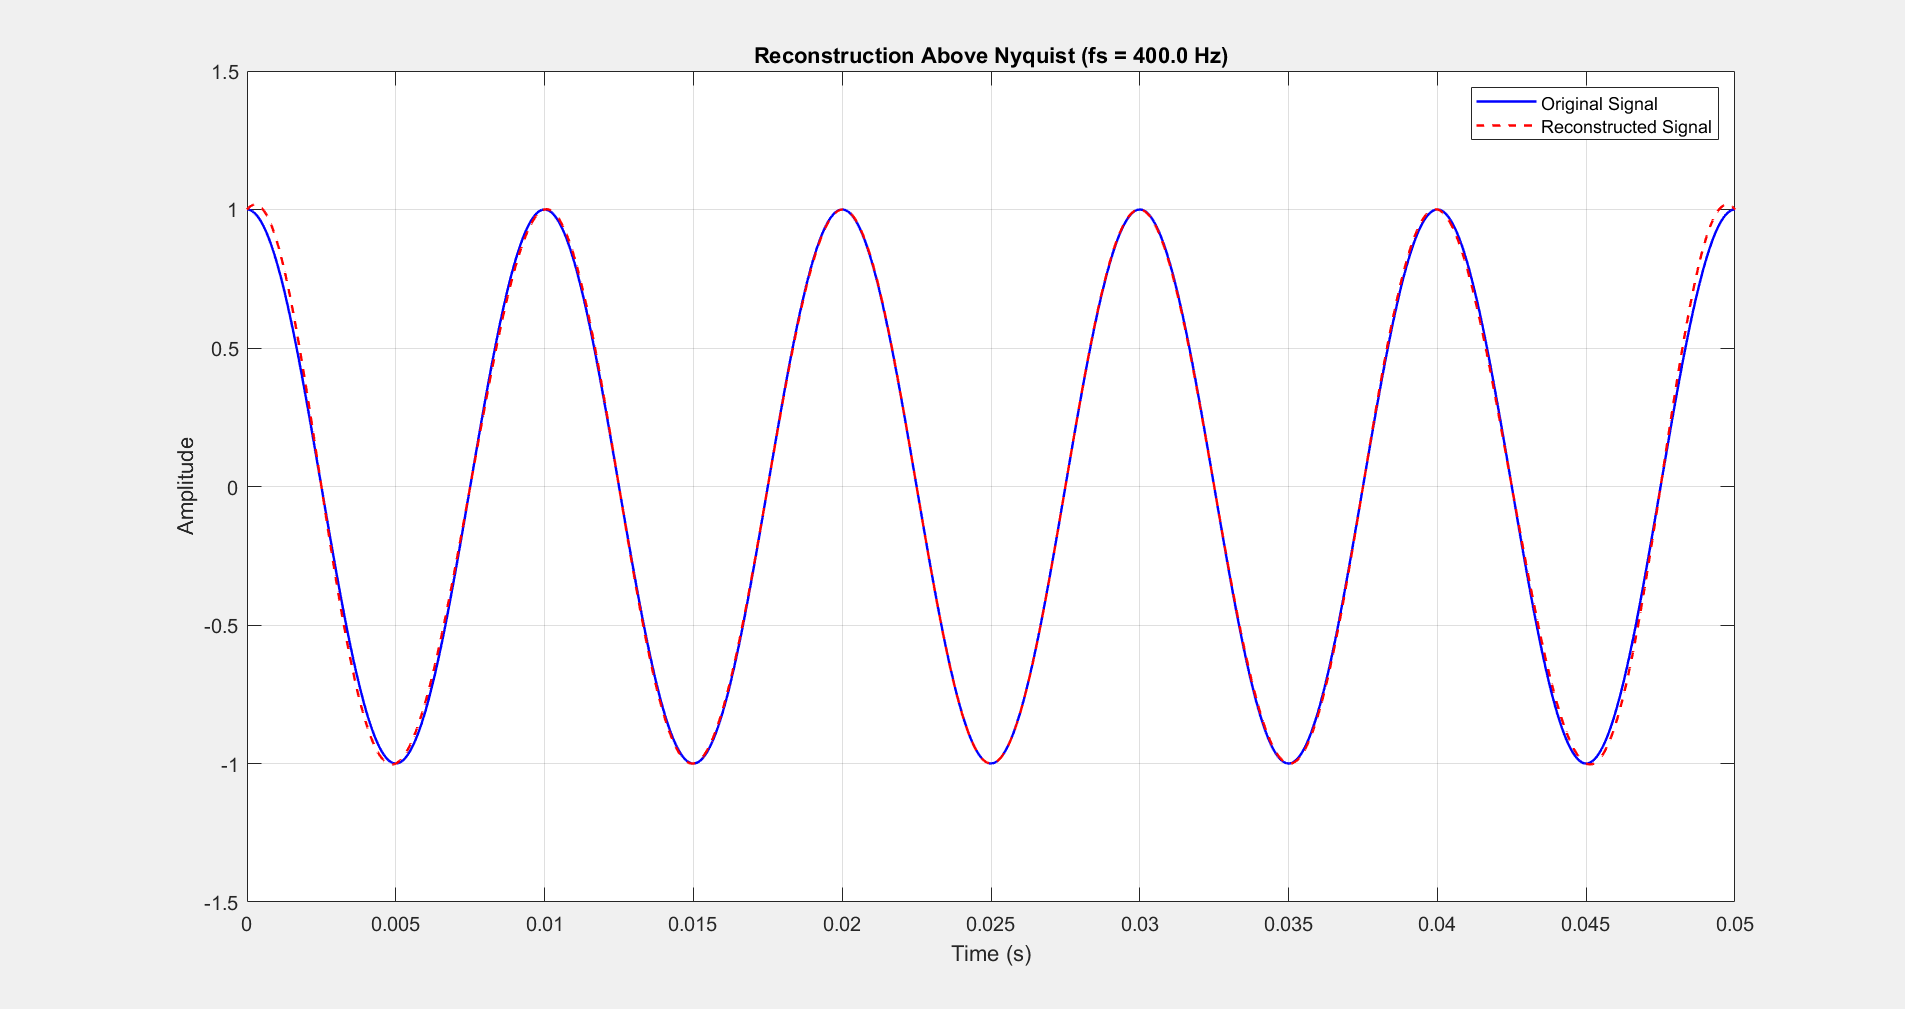 Reconstruction Above Nyquist (fs = 400.0 Hz)
1.5
1
0.5
0
-0.5
-1
-1.5
Amplitude
Original Signal
Reconstructed Signal
0 0.005 0.01 0.015 0.02 0.025 0.03 0.035 0.04 0.045 0.05
Time (s)